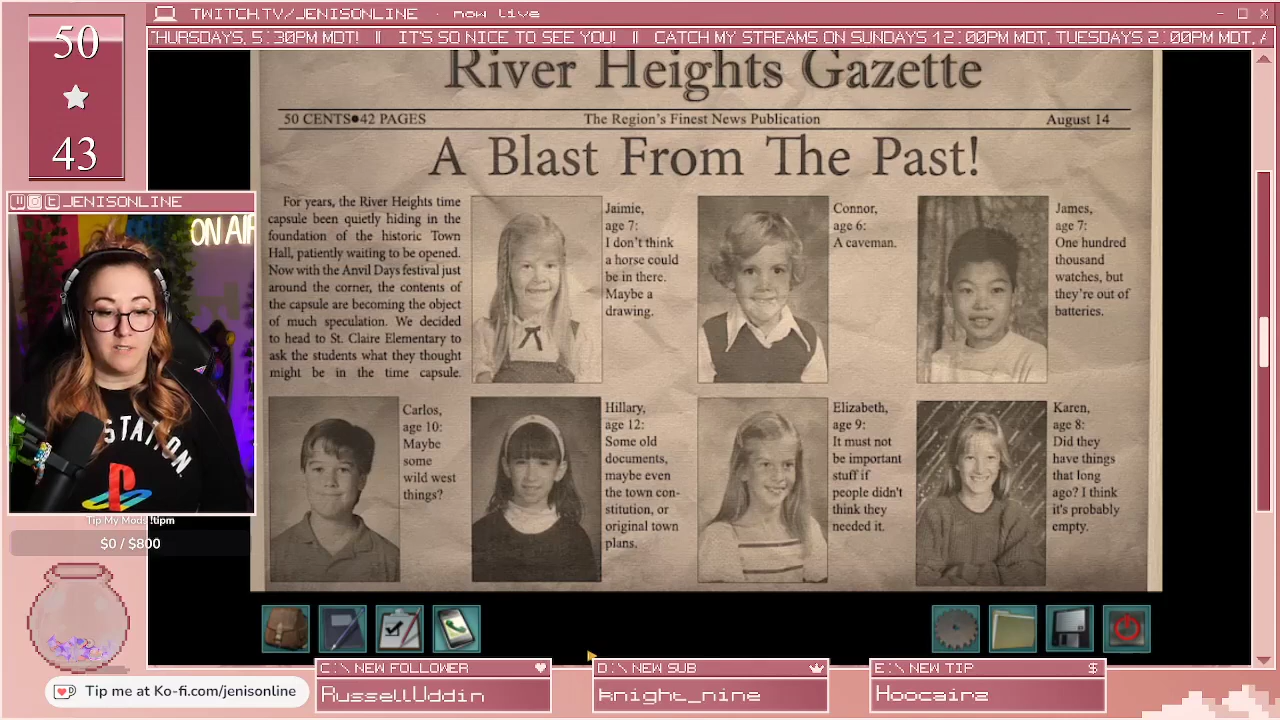 50
43
TWITCH.TV/JENISONLINE · now live
THURSDAYS, 5:30PM MDT! || IT'S SO NICE TO SEE YOU! || CATCH MY STREAMS ON SUNDAYS 12:00PM MDT, TUESDAYS 2:00PM MDT,
JENISONLINE
ON AIR
STATION
Tip My Mods !tipm
$0 / $800
Tip me at Ko-fi.com/jenisonline
River Heights Gazette
50 CENTS●42 PAGES
The Region's Finest News Publication
August 14
A Blast From The Past!
For years, the River Heights time
capsule been quietly hiding in the
foundation of the historic Town
Hall, patiently waiting to be opened.
Now with the Anvil Days festival just
around the corner, the contents of
the capsule are becoming the object
of much speculation. We decided
to head to St. Claire Elementary to
ask the students what they thought
might be in the time capsule.
Jaimie,
age 7:
I don't think
a horse could
be in there.
Maybe a
drawing.
Connor,
age 6:
A caveman.
James,
age 7:
One hundred
thousand
watches, but
they're out of
batteries.
Carlos,
age 10:
Maybe
some
wild west
things?
Hillary,
age 12:
Some old
documents,
maybe even
the town con-
stitution, or
original town
plans.
Elizabeth,
age 9:
It must not
be important
stuff if
people didn't
think they
needed it.
Karen,
age 8:
Did they
have things
that long
ago? I think
it's probably
empty.
C:\ NEW FOLLOWER
RussellUddin
D:\ NEW SUB
knight_nine
E:\ NEW TIP $
Hoocairz